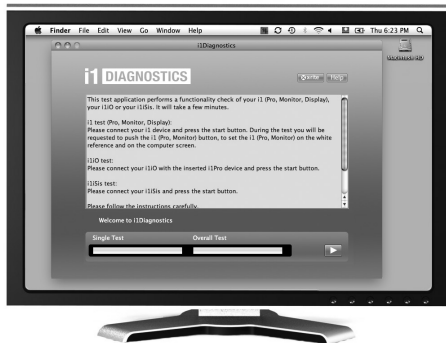 Finder File Edit View Go Window Help
Thu 6:23 PM
i1Diagnostics
Macintosh HD
i1 DIAGNOSTICS
x·rite Help
This test application performs a functionality check of your i1 (Pro, Monitor, Display),
your i1iO or your i1iSis. It will take a few minutes.
i1 test (Pro, Monitor, Display):
Please connect your i1 device and press the start button. During the test you will be
requested to push the i1 (Pro, Monitor) button, to set the i1 (Pro, Monitor) on the white
reference and on the computer screen.
i1iO test:
Please connect your i1iO with the inserted i1Pro device and press the start button.
i1iSis test:
Please connect your i1iSis and press the start button.
Please follow the instructions carefully.
Welcome to i1Diagnostics
Single Test Overall Test